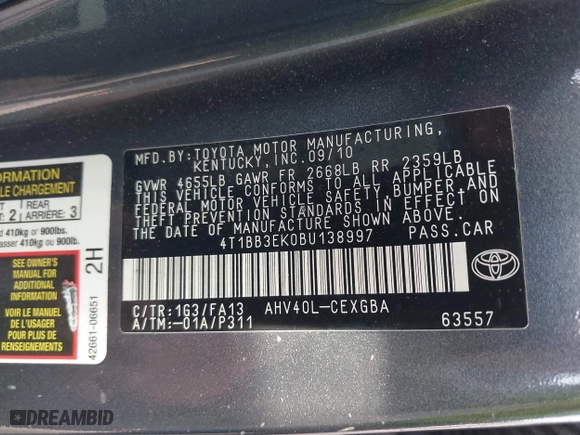 MFD.BY:TOYOTA MOTOR MANUFACTURING,
KENTUCKY,INC.09/10
GVWR 4655LB GAWR FR 2668LB RR 2359LB
THIS VEHICLE CONFORMS TO ALL APPLICABLE
FEDERAL MOTOR VEHICLE SAFETY, BUMPER, AND
THEFT PREVENTION STANDARDS IN EFFECT ON
THE DATE OF MANUFACTURE SHOWN ABOVE.
4T1BB3EK0BU138997 PASS.CAR
C/TR:1G3/FA13 AHV40L-CEXGBA
A/TM:-01A/P311 63557
TOYOTA
CHARGEMENT
REAR
2 ARRIÈRE: 3
410kg or 900lbs.
passer 410kg ou 900lb.
SEE OWNER'S
MANUAL FOR
ADDITIONAL
INFORMATION
VOIR LE MANUEL
DE L'USAGER
POUR PLUS DE
RENSEIGNEMENTS
2H
42661-06651
DREAMBID